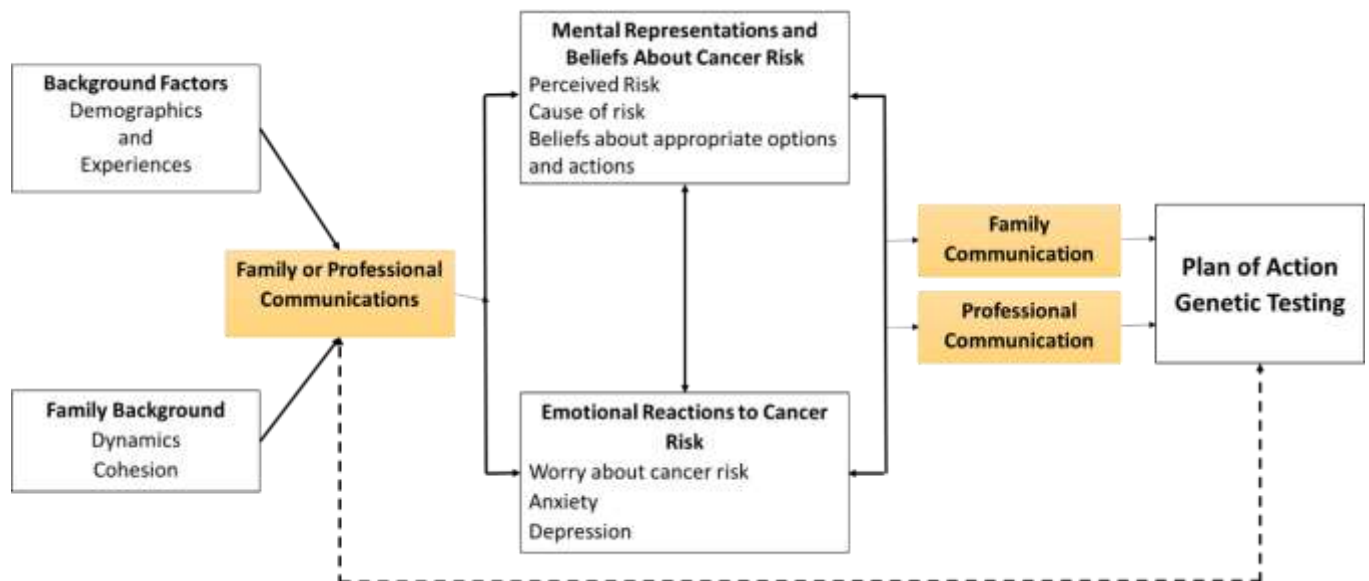 Background Factors
Demographics
and
Experiences
Family Background
Dynamics
Cohesion
Family or Professional
Communications
Mental Representations and
Beliefs About Cancer Risk
Perceived Risk
Cause of risk
Beliefs about appropriate options
and actions
Emotional Reactions to Cancer
Risk
Worry about cancer risk
Anxiety
Depression
Family
Communication
Professional
Communication
Plan of Action
Genetic Testing